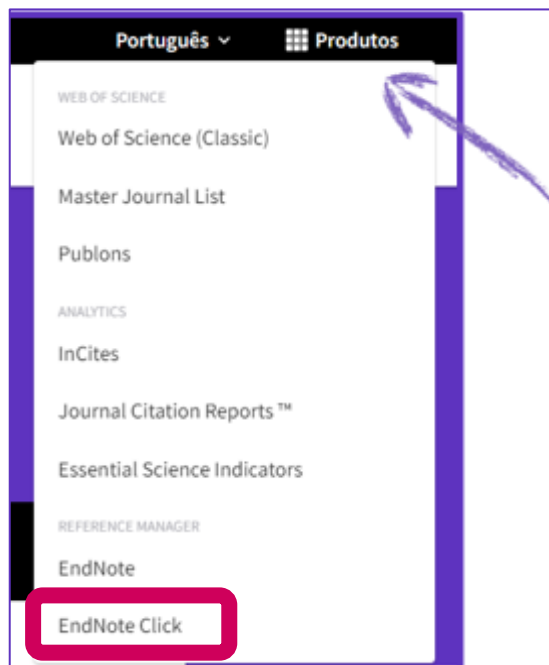 Português Produtos
WEB OF SCIENCE
Web of Science (Classic)
Master Journal List
Publons
ANALYTICS
InCites
Journal Citation Reports ™
Essential Science Indicators
REFERENCE MANAGER
EndNote
EndNote Click